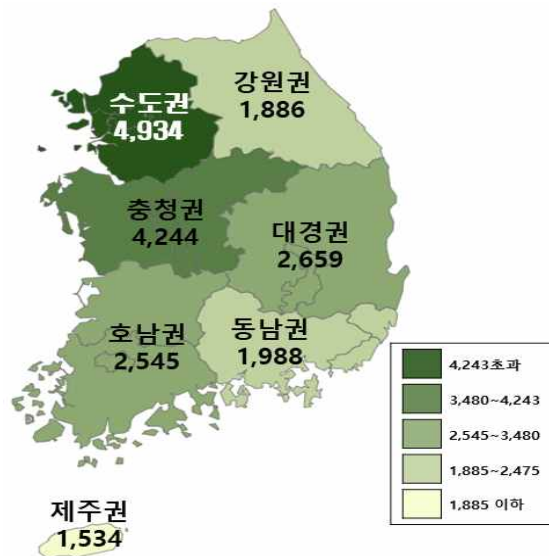 강원권
1,886
수도권
4,934
충청권
4,244
대경권
2,659
호남권
2,545
동남권
1,988
4,243초과
3,480~4,243
2,545~3,480
1,885~2,475
1,885 이하
제주권
1,534